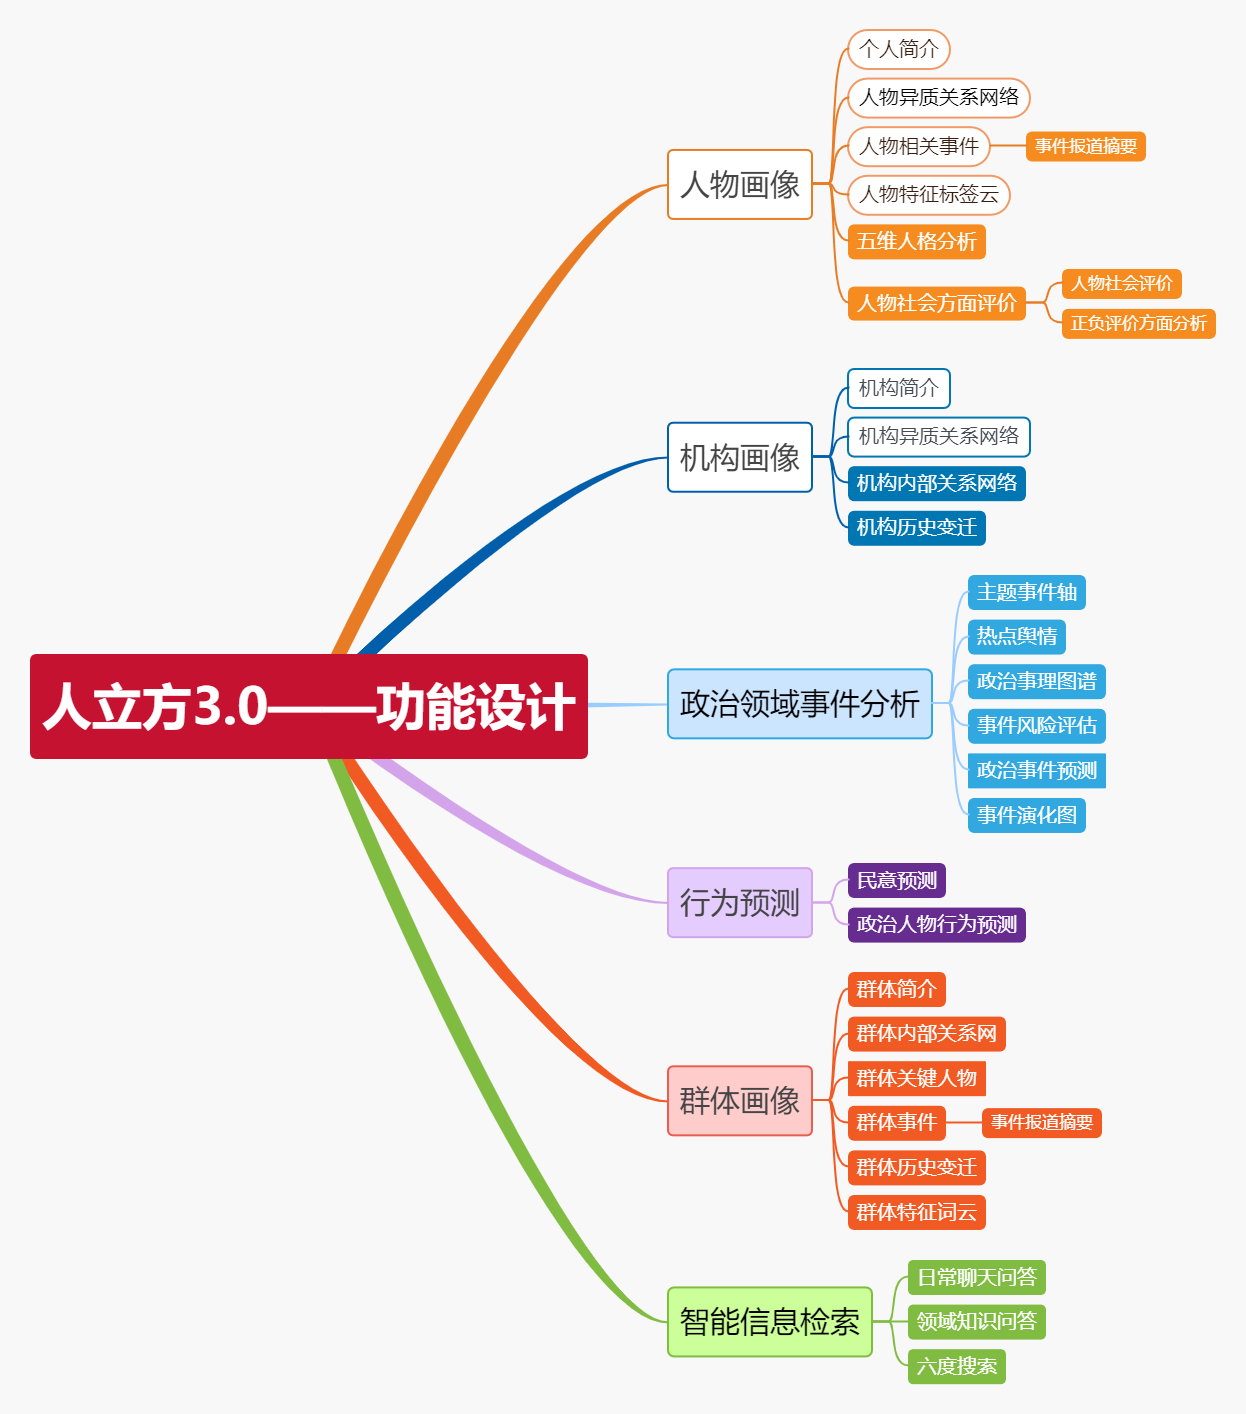 人立方3.0——功能设计
人物画像
个人简介
人物异质关系网络
人物相关事件
事件报道摘要
人物特征标签云
五维人格分析
人物社会方面评价
人物社会评价
正负评价方面分析
机构画像
机构简介
机构异质关系网络
机构内部关系网络
机构历史变迁
政治领域事件分析
主题事件轴
热点舆情
政治事理图谱
事件风险评估
政治事件预测
事件演化图
行为预测
民意预测
政治人物行为预测
群体画像
群体简介
群体内部关系网
群体关键人物
群体事件
事件报道摘要
群体历史变迁
群体特征词云
智能信息检索
日常聊天问答
领域知识问答
六度搜索